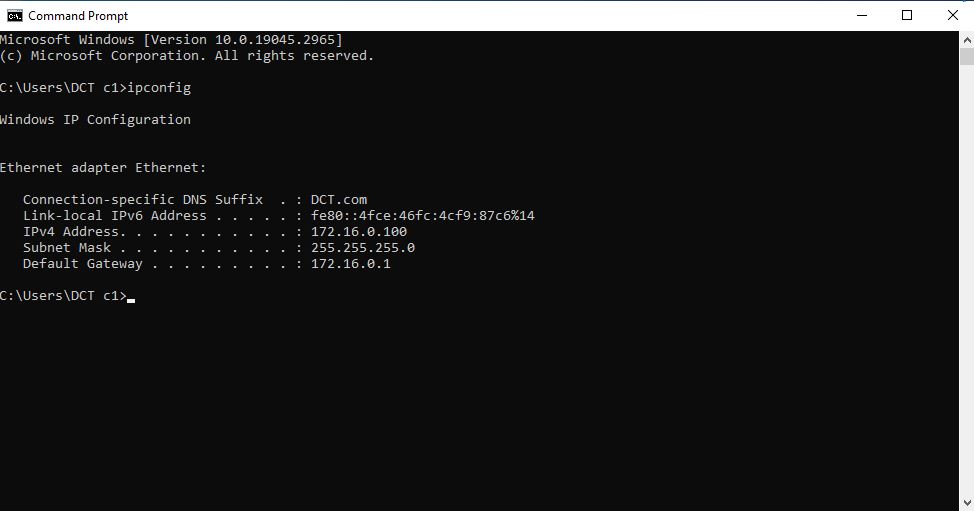 Command Prompt
Microsoft Windows [Version 10.0.19045.2965]
(c) Microsoft Corporation. All rights reserved.
C:\Users\DCT c1>ipconfig
Windows IP Configuration
Ethernet adapter Ethernet:
Connection-specific DNS Suffix  . : DCT.com
Link-local IPv6 Address . . . . . : fe80::4fce:46fc:4cf9:87c6%14
IPv4 Address. . . . . . . . . . . : 172.16.0.100
Subnet Mask . . . . . . . . . . . : 255.255.255.0
Default Gateway . . . . . . . . . : 172.16.0.1
C:\Users\DCT c1>